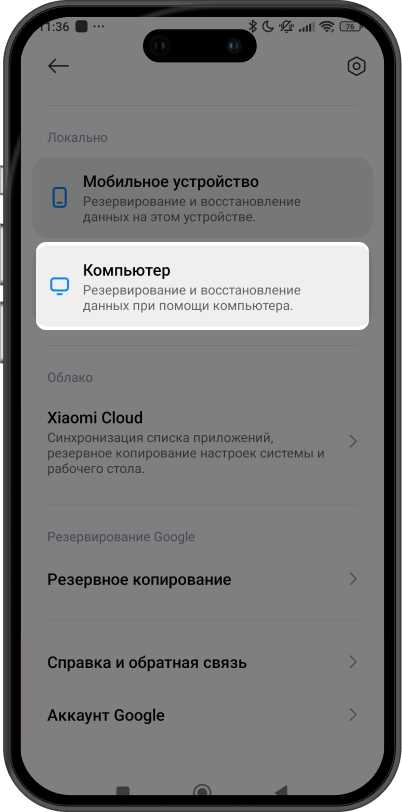 11:36
76
Локально
Мобильное устройство
Резервирование и восстановление
данных на этом устройстве.
Компьютер
Резервирование и восстановление
данных при помощи компьютера.
Облако
Xiaomi Cloud
Синхронизация списка приложений,
резервное копирование настроек системы и
рабочего стола.
Резервирование Google
Резервное копирование
Справка и обратная связь
Аккаунт Google